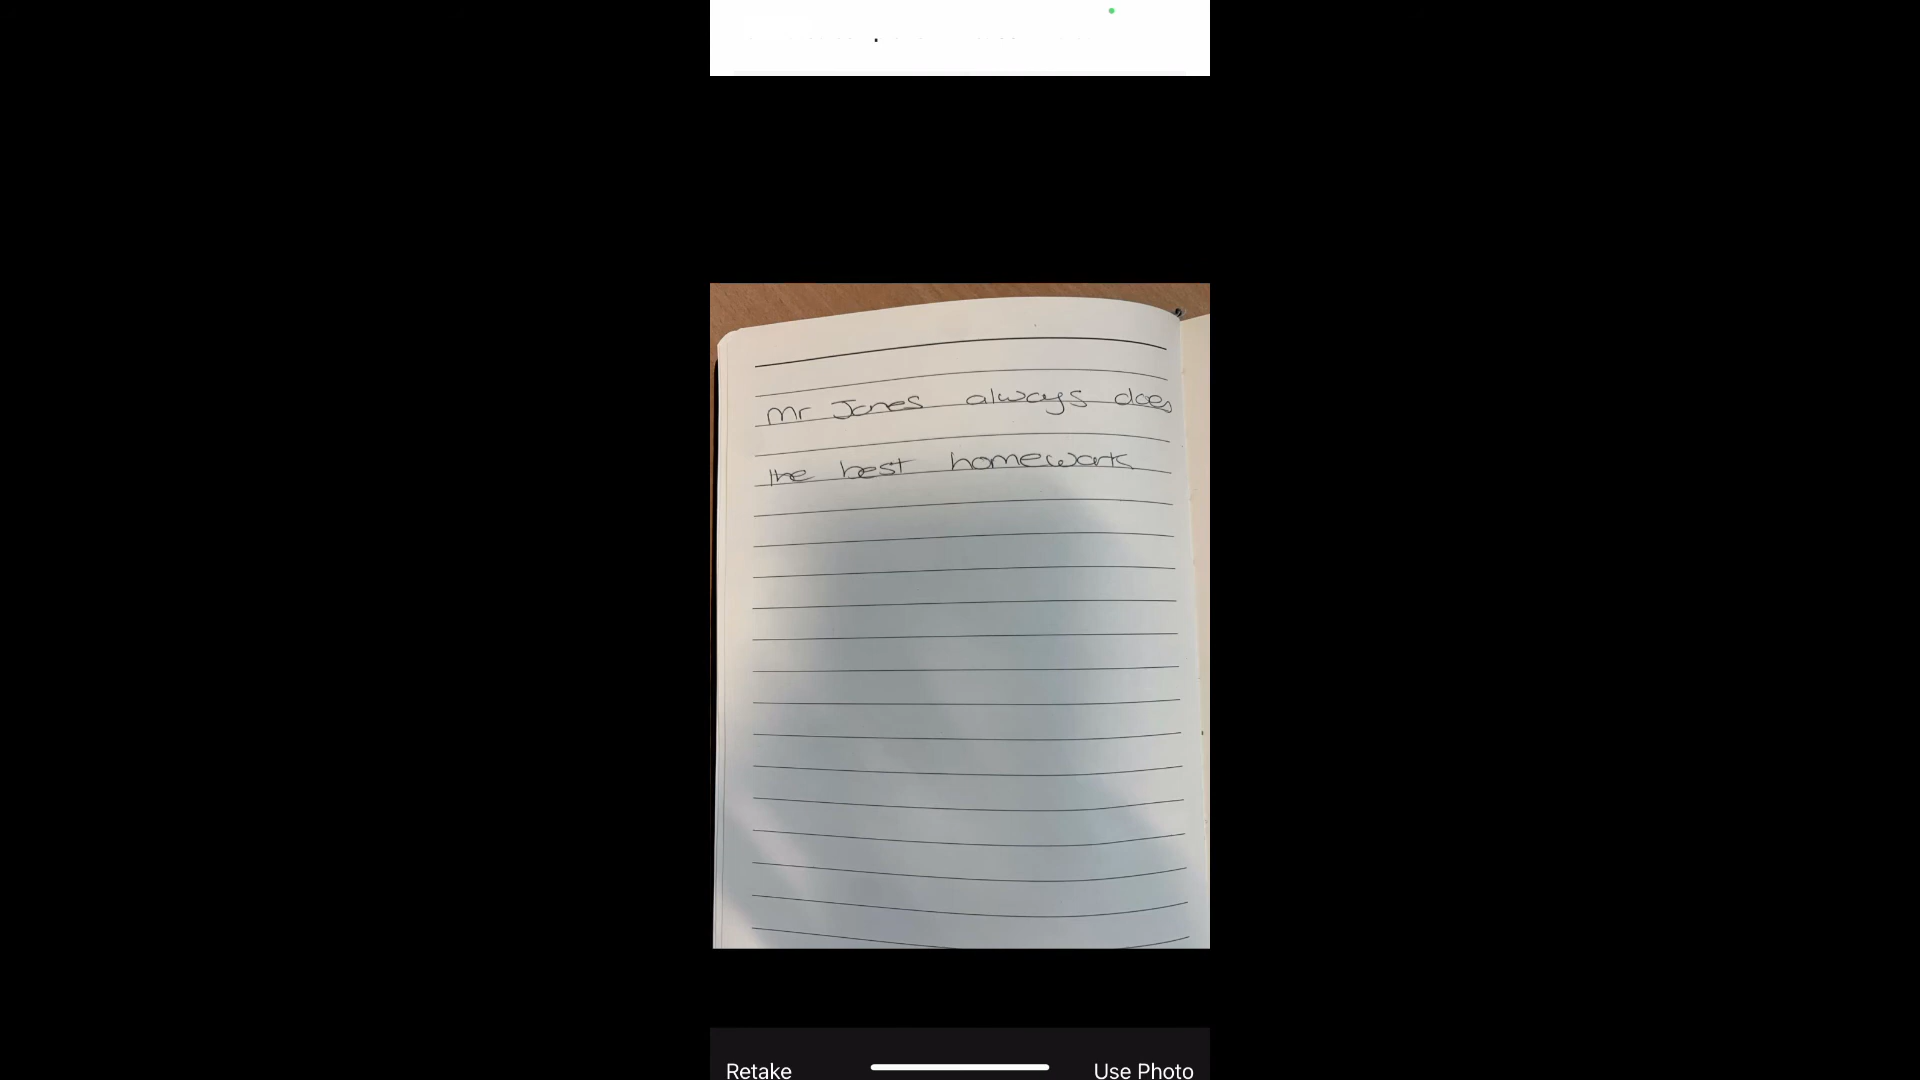 Mr Jones always does
the best homework
Retake
Use Photo